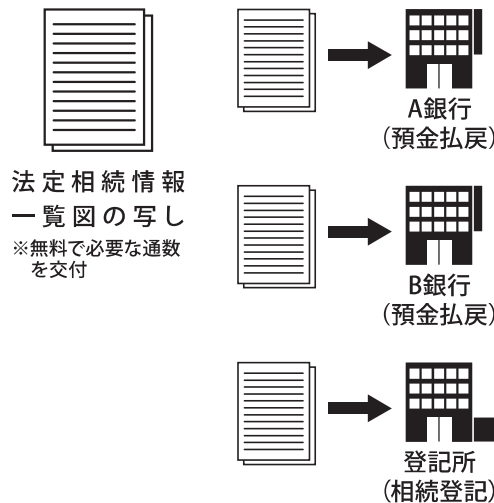 法定相続情報
一覧図の写し
※無料で必要な通数
を交付
A銀行
（預金払戻）
B銀行
（預金払戻）
登記所
（相続登記）